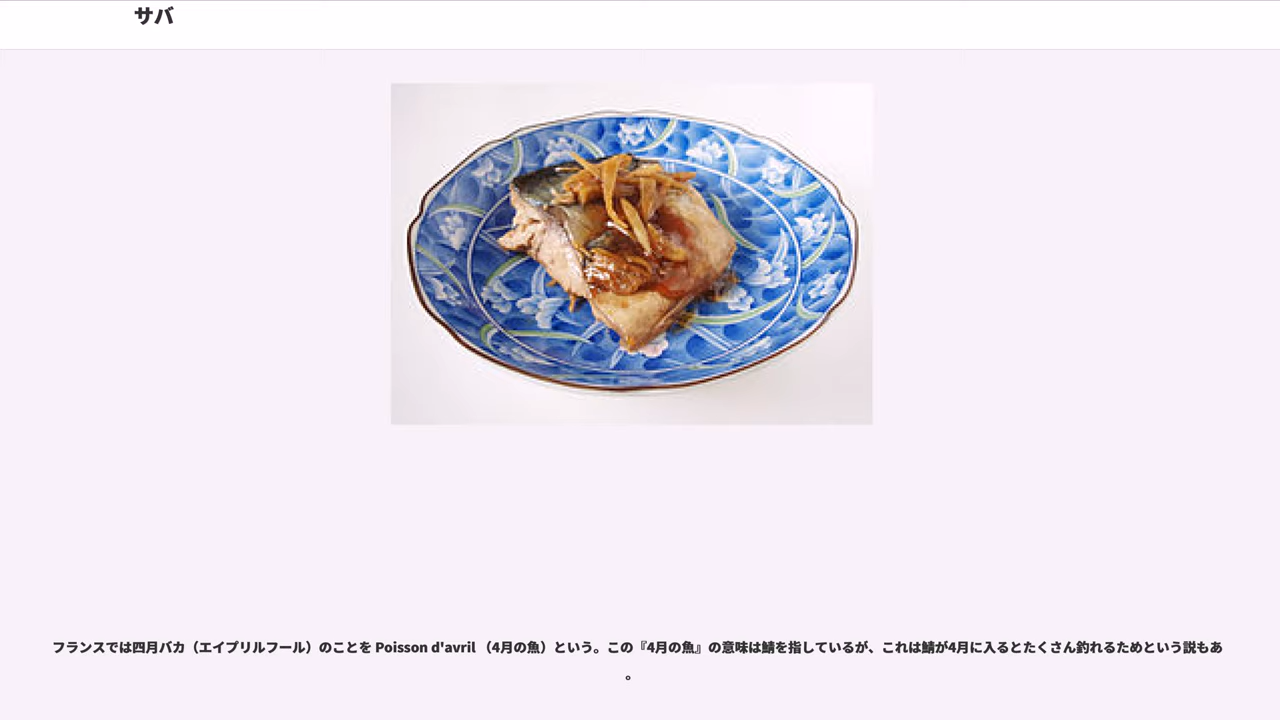 サバ
フランスでは四月バカ（エイプリルフール）のことを Poisson d'avril （4月の魚）という。この『4月の魚』の意味は鯖を指しているが、これは鯖が4月に入るとたくさん釣れるためという説もあ
。